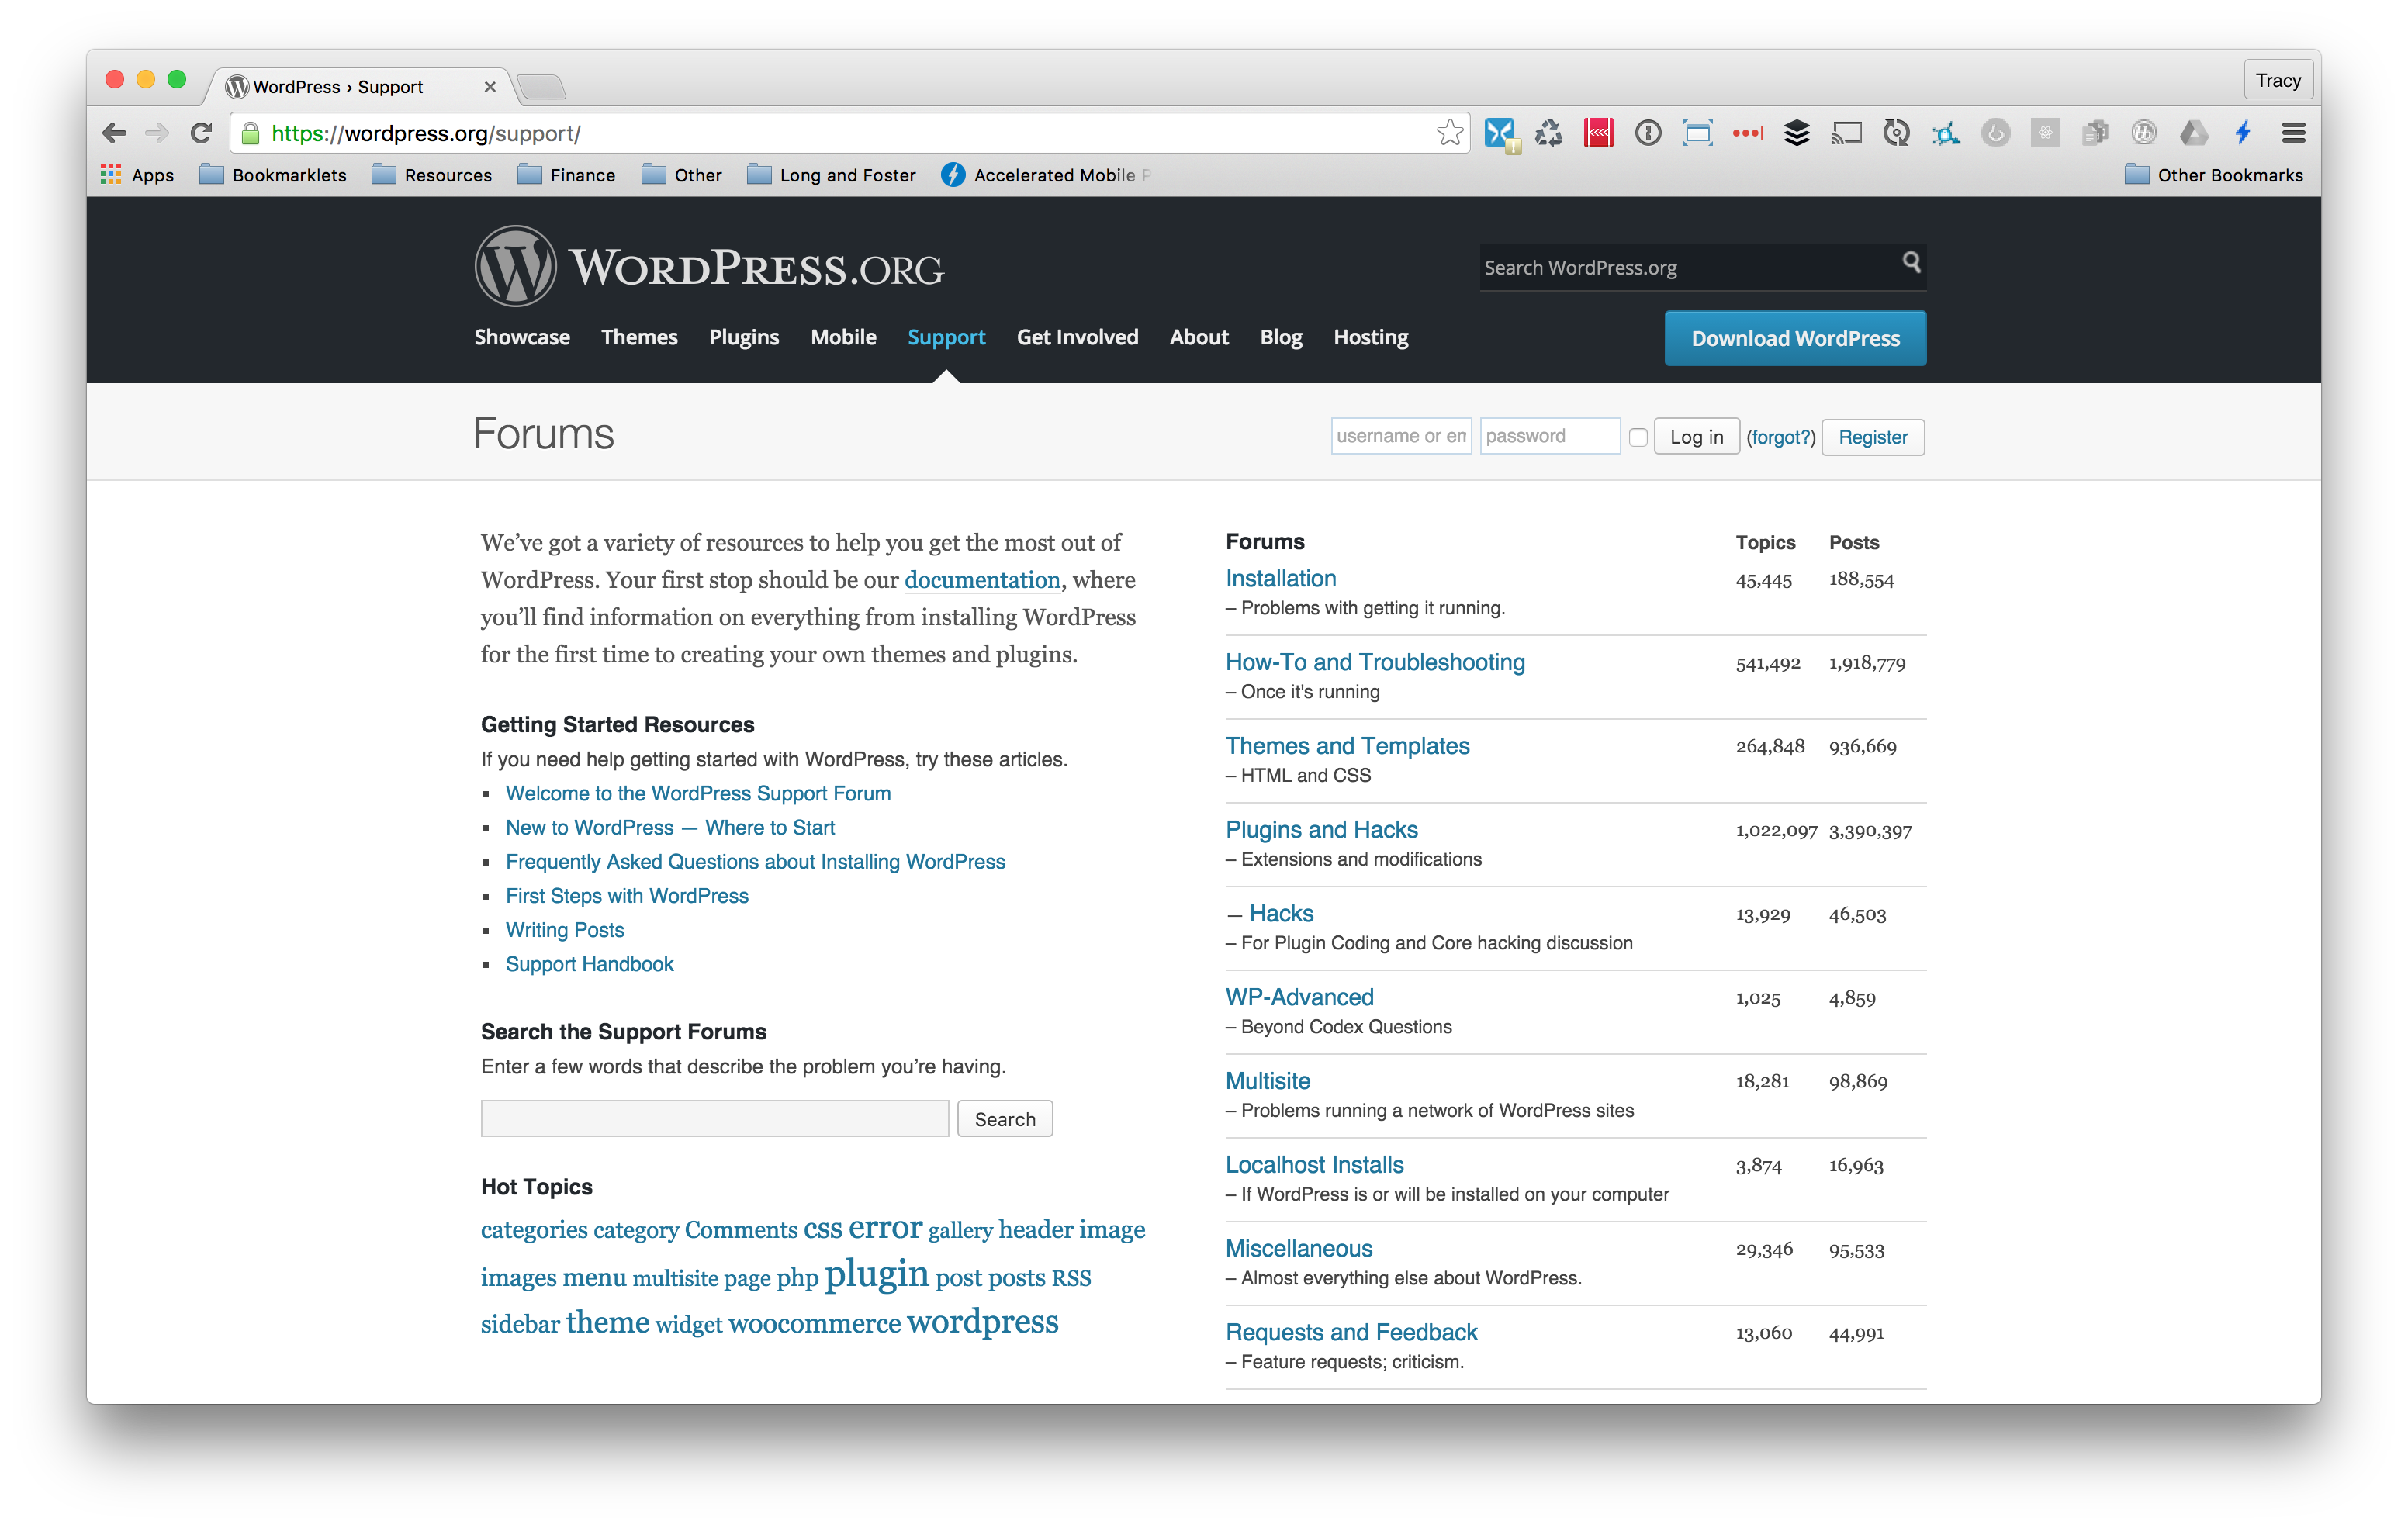 WordPress › Support
Tracy
https://wordpress.org/support/
Apps
Bookmarklets
Resources
Finance
Other
Long and Foster
Accelerated Mobile P
Other Bookmarks
WORDPRESS.ORG
Search WordPress.org
Showcase Themes Plugins Mobile Support Get Involved About Blog Hosting
Download WordPress
Forums
username or em
password
Log in
(forgot?)
Register
We’ve got a variety of resources to help you get the most out of
WordPress. Your first stop should be our documentation, where
you’ll find information on everything from installing WordPress
for the first time to creating your own themes and plugins.
Getting Started Resources
If you need help getting started with WordPress, try these articles.
Welcome to the WordPress Support Forum
New to WordPress — Where to Start
Frequently Asked Questions about Installing WordPress
First Steps with WordPress
Writing Posts
Support Handbook
Search the Support Forums
Enter a few words that describe the problem you’re having.
Search
Hot Topics
categories category Comments css error gallery header image
images menu multisite page php plugin post posts RSS
sidebar theme widget woocommerce wordpress
Forums Topics Posts
Installation 45,445 188,554
– Problems with getting it running.
How-To and Troubleshooting 541,492 1,918,779
– Once it's running
Themes and Templates 264,848 936,669
– HTML and CSS
Plugins and Hacks 1,022,097 3,390,397
– Extensions and modifications
— Hacks 13,929 46,503
– For Plugin Coding and Core hacking discussion
WP-Advanced 1,025 4,859
– Beyond Codex Questions
Multisite 18,281 98,869
– Problems running a network of WordPress sites
Localhost Installs 3,874 16,963
– If WordPress is or will be installed on your computer
Miscellaneous 29,346 95,533
– Almost everything else about WordPress.
Requests and Feedback 13,060 44,991
– Feature requests; criticism.